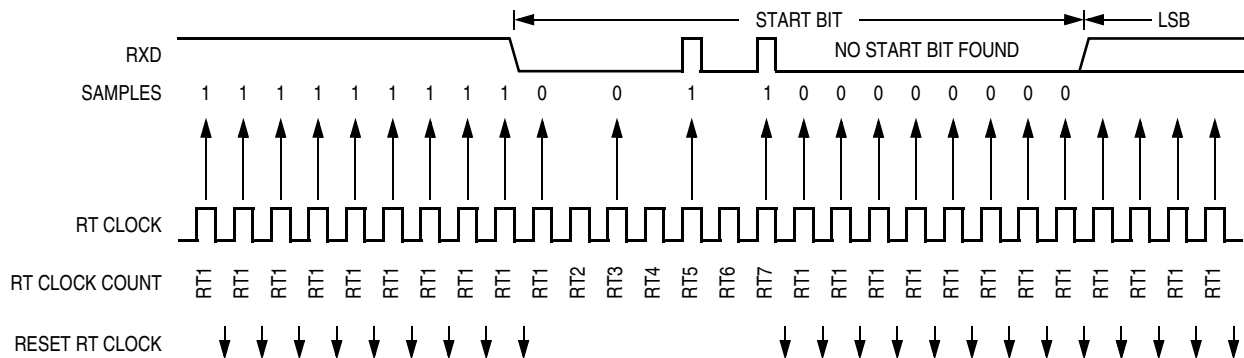 START BIT LSB
RXD NO START BIT FOUND
SAMPLES 1 1 1 1 1 1 1 1 1 0 0 1 1 0 0 0 0 0 0 0 0
RT CLOCK
RT CLOCK COUNT RT1 RT1 RT1 RT1 RT1 RT1 RT1 RT1 RT1 RT1 RT2 RT3 RT4 RT5 RT6 RT7 RT1 RT1 RT1 RT1 RT1 RT1 RT1 RT1 RT1 RT1 RT1 RT1
RESET RT CLOCK